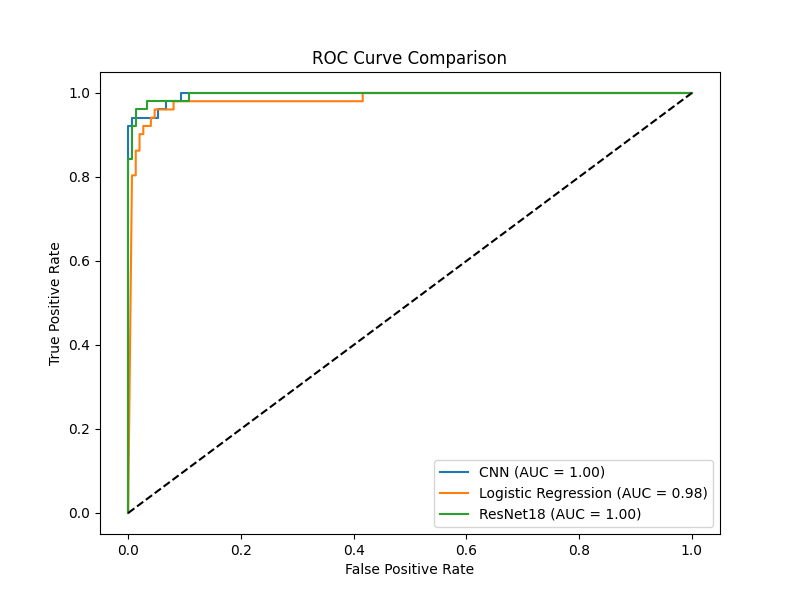 ROC Curve Comparison
True Positive Rate
1.0
0.8
0.6
0.4
0.2
0.0
CNN (AUC = 1.00)
Logistic Regression (AUC = 0.98)
ResNet18 (AUC = 1.00)
0.0 0.2 0.4 0.6 0.8 1.0
False Positive Rate